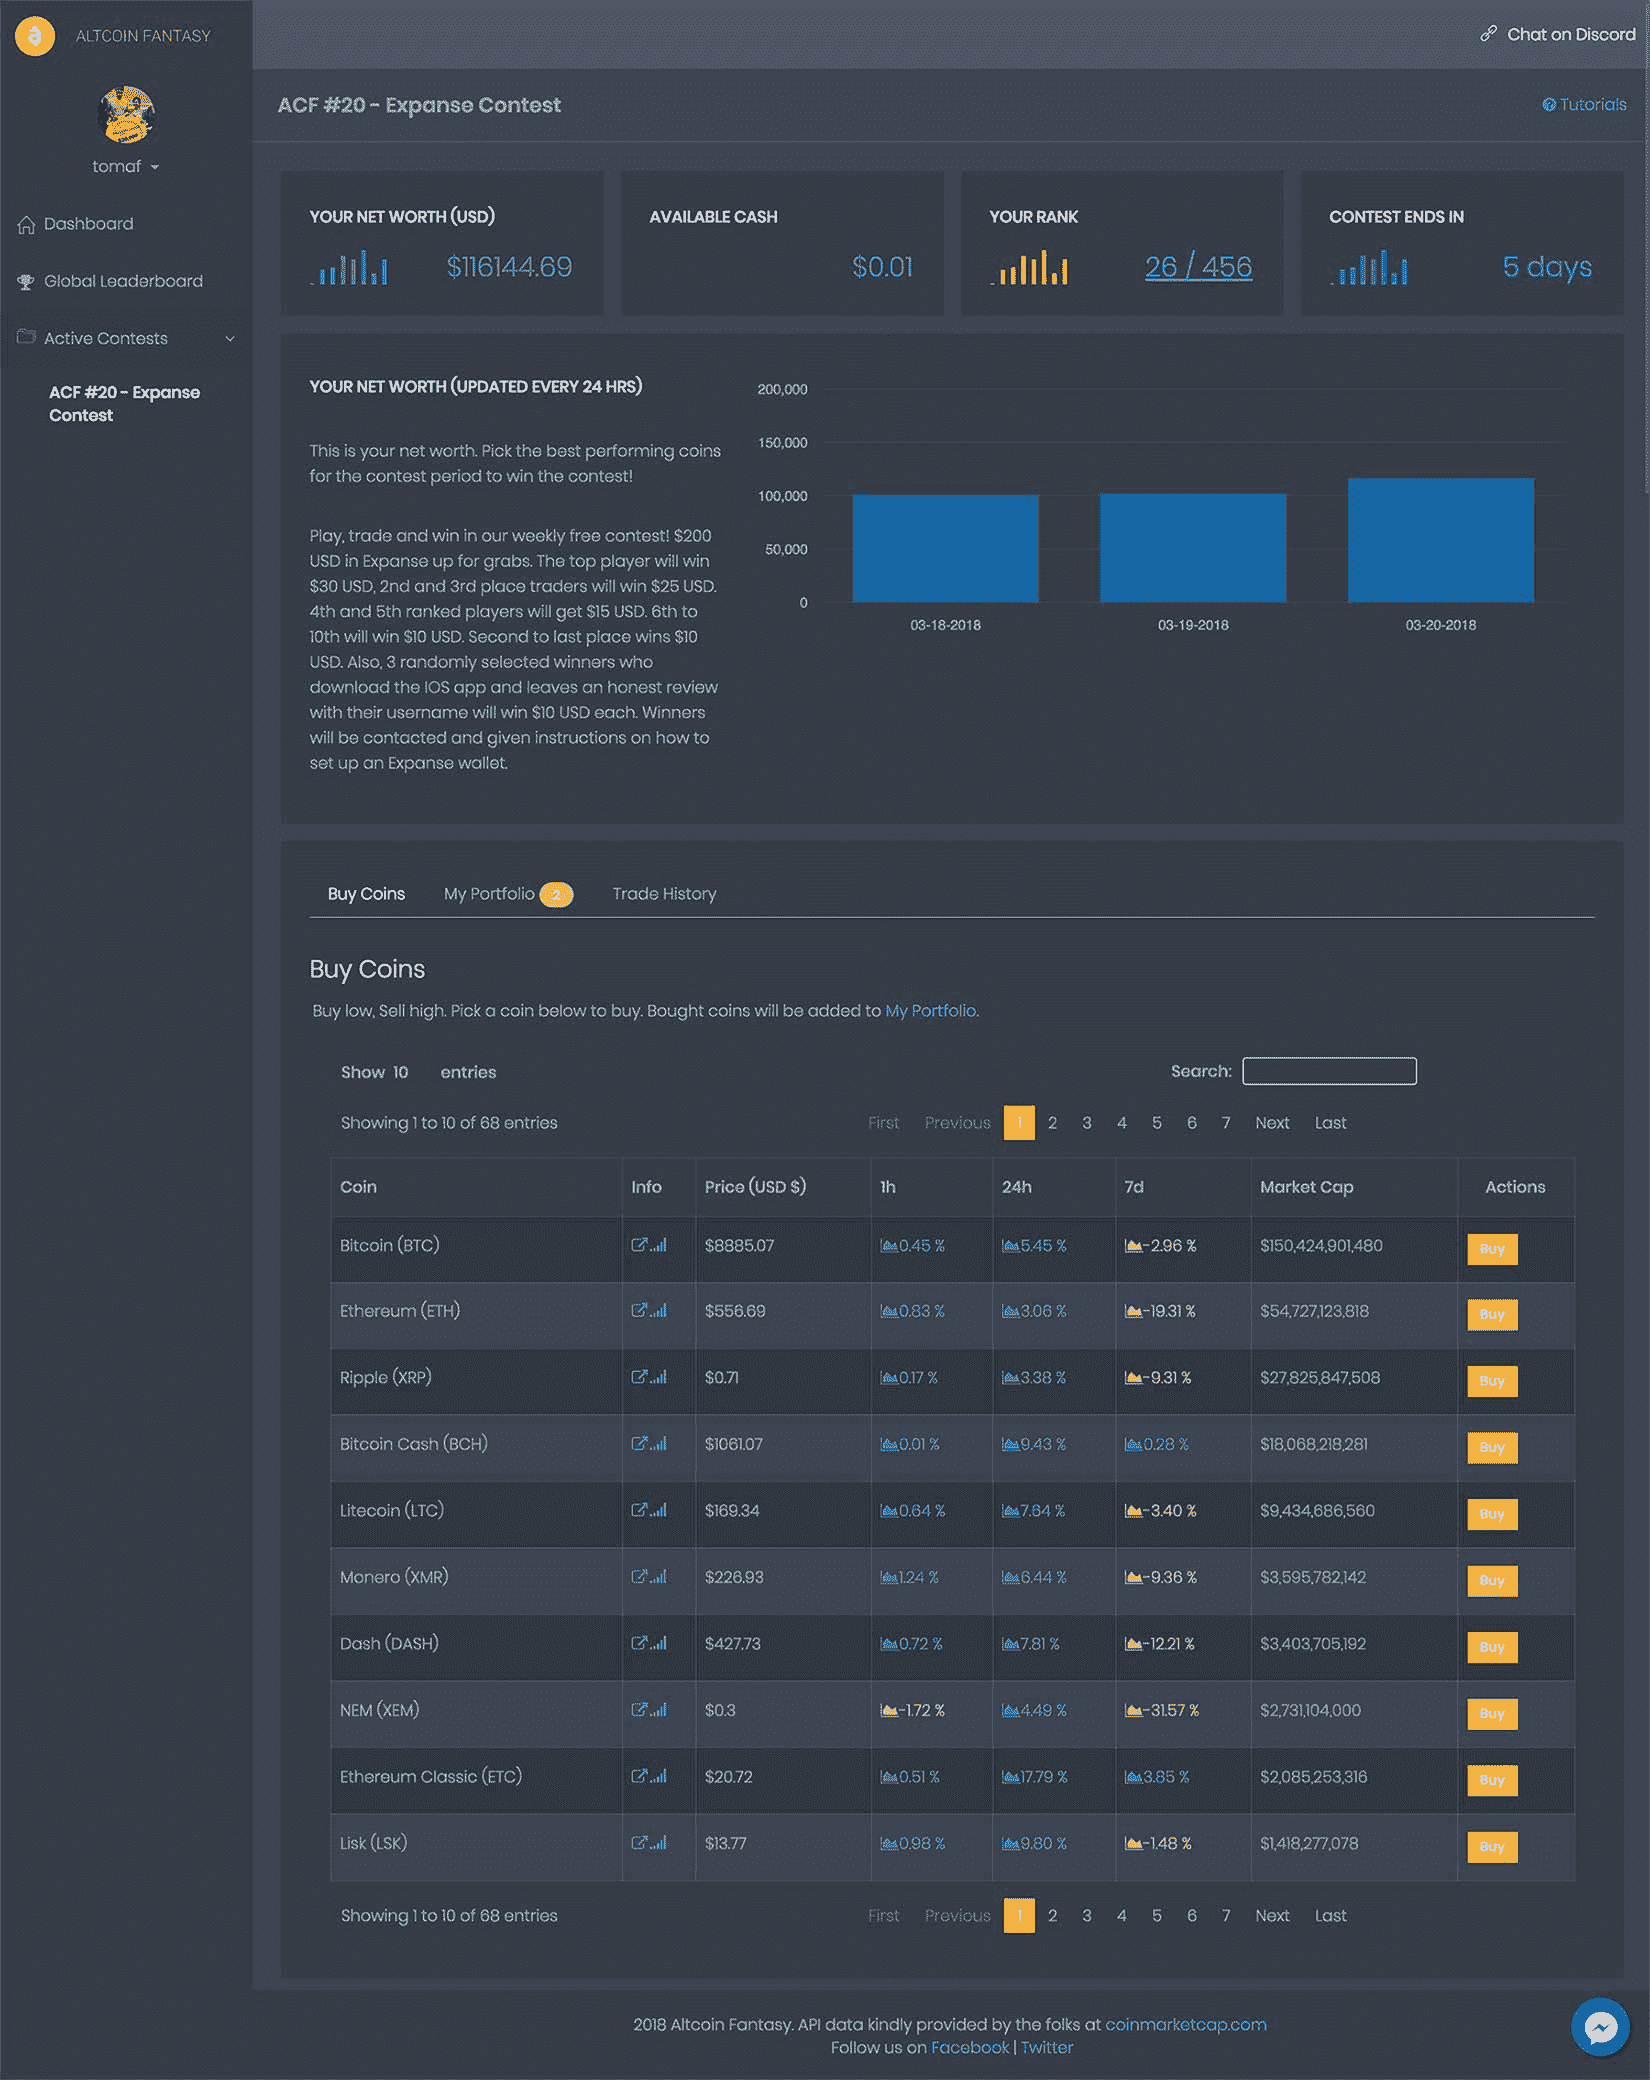 ALTCOIN FANTASY
Chat on Discord
tomaf
Dashboard
Global Leaderboard
Active Contests
ACF #20 - Expanse
Contest
ACF #20 - Expanse Contest
Tutorials
YOUR NET WORTH (USD)
$116144.69
AVAILABLE CASH
$0.01
YOUR RANK
26 / 456
CONTEST ENDS IN
5 days
YOUR NET WORTH (UPDATED EVERY 24 HRS)
This is your net worth. Pick the best performing coins
for the contest period to win the contest!
Play, trade and win in our weekly free contest! $200
USD in Expanse up for grabs. The top player will win
$30 USD, 2nd and 3rd place traders will win $25 USD.
4th and 5th ranked players will get $15 USD. 6th to
10th will win $10 USD. Second to last place wins $10
USD. Also, 3 randomly selected winners who
download the IOS app and leaves an honest review
with their username will win $10 USD each. Winners
will be contacted and given instructions on how to
set up an Expanse wallet.
200,000
150,000
100,000
50,000
0
03-18-2018 03-19-2018 03-20-2018
Buy Coins My Portfolio 2 Trade History
Buy Coins
Buy low, Sell high. Pick a coin below to buy. Bought coins will be added to My Portfolio.
Show 10 entries Search:
Showing 1 to 10 of 68 entries First Previous 1 2 3 4 5 6 7 Next Last
Coin Info Price (USD $) 1h 24h 7d Market Cap Actions
Bitcoin (BTC) $8885.07 0.45 % 5.45 % -2.96 % $150,424,901,480 Buy
Ethereum (ETH) $556.69 0.83 % 3.06 % -19.31 % $54,727,123,818 Buy
Ripple (XRP) $0.71 0.17 % 3.38 % -9.31 % $27,825,847,508 Buy
Bitcoin Cash (BCH) $1061.07 0.01 % 9.43 % 0.28 % $18,068,218,281 Buy
Litecoin (LTC) $169.34 0.64 % 7.64 % -3.40 % $9,434,686,560 Buy
Monero (XMR) $226.93 1.24 % 6.44 % -9.36 % $3,595,782,142 Buy
Dash (DASH) $427.73 0.72 % 7.81 % -12.21 % $3,403,705,192 Buy
NEM (XEM) $0.3 -1.72 % 4.49 % -31.57 % $2,731,104,000 Buy
Ethereum Classic (ETC) $20.72 0.51 % 17.79 % 3.85 % $2,085,253,316 Buy
Lisk (LSK) $13.77 0.98 % 9.80 % -1.48 % $1,418,277,078 Buy
Showing 1 to 10 of 68 entries First Previous 1 2 3 4 5 6 7 Next Last
2018 Altcoin Fantasy. API data kindly provided by the folks at coinmarketcap.com
Follow us on Facebook | Twitter